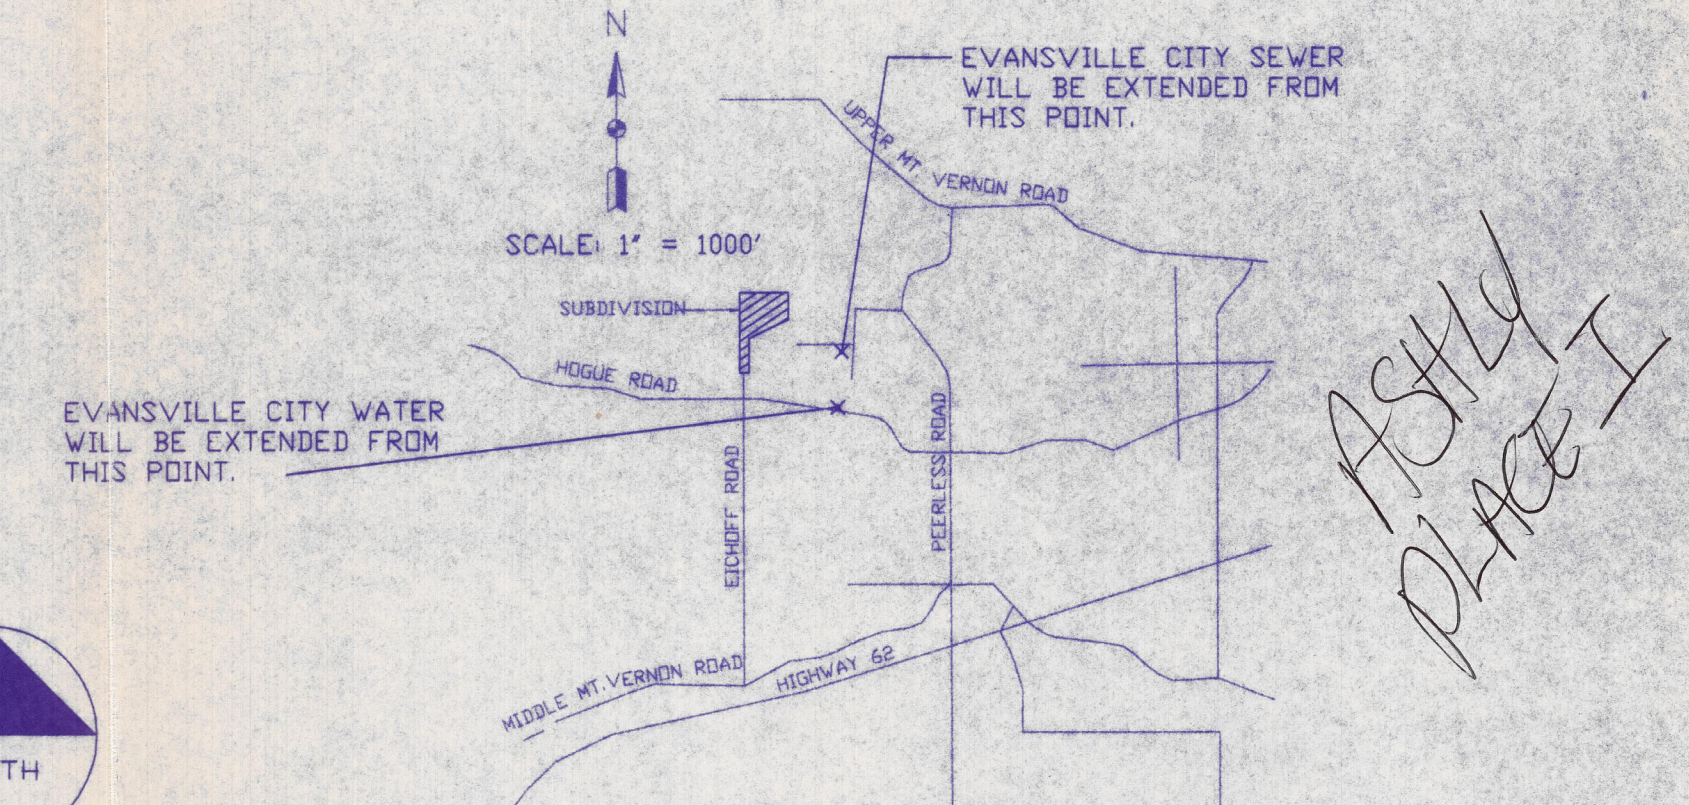 N
EVANSVILLE CITY SEWER
WILL BE EXTENDED FROM
THIS POINT.
UPPER MT. VERNON ROAD
SCALE: 1" = 1000'
SUBDIVISION
HOGUE ROAD
EVANSVILLE CITY WATER
WILL BE EXTENDED FROM
THIS POINT.
EICHOFF ROAD
PEERLESS ROAD
MIDDLE MT. VERNON ROAD
HIGHWAY 62
ASHLY
PLACE I
TH